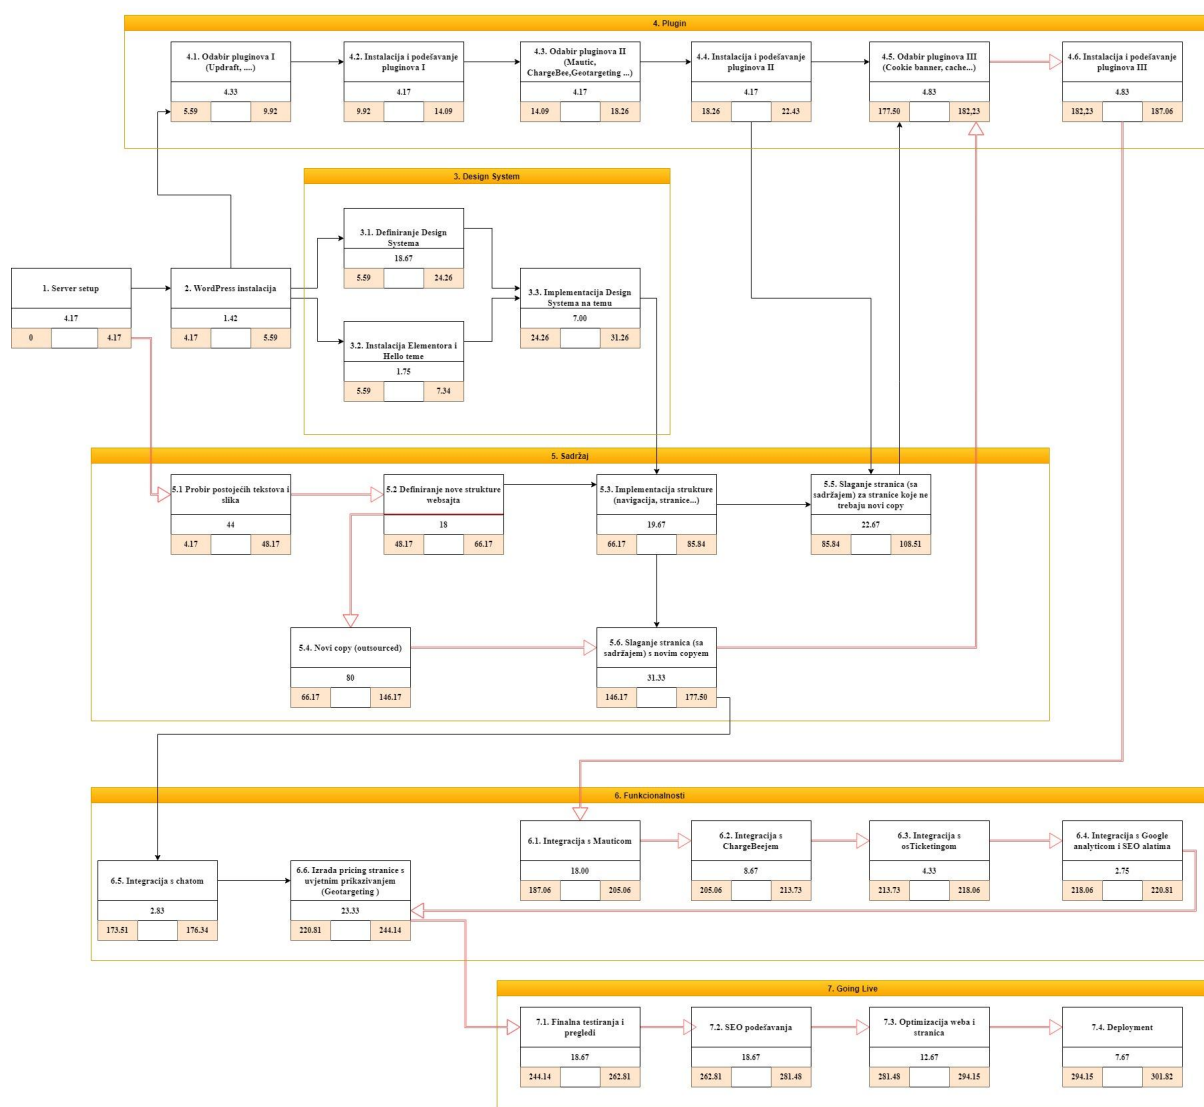 4. Plugin
4.1. Odabir pluginova I
(Updraft, ....)
4.33
5.59
9.92
4.2. Instalacija i podešavanje
pluginova I
4.17
9.92
14.09
4.3. Odabir pluginova II
(Mautic,
ChargeBee,Geotargeting ...)
4.17
14.09
18.26
4.4. Instalacija i podešavanje
pluginova II
4.17
18.26
22.43
4.5. Odabir pluginova III
(Cookie banner, cache...)
4.83
177.50
182,23
4.6. Instalacija i podešavanje
pluginova III
4.83
182,23
187.06
3. Design System
3.1. Definiranje Design
Systema
18.67
5.59
24.26
1. Server setup
4.17
0
4.17
2. WordPress instalacija
1.42
4.17
5.59
3.3. Implementacija Design
Systema na temu
7.00
24.26
31.26
3.2. Instalacija Elementora i
Hello teme
1.75
5.59
7.34
5. Sadržaj
5.1 Probir postojećih tekstova i
slika
44
4.17
48.17
5.2 Definiranje nove strukture
websajta
18
48.17
66.17
5.3. Implementacija strukture
(navigacija, stranice...)
19.67
66.17
85.84
5.5. Slaganje stranica (sa
sadržajem) za stranice koje ne
trebaju novi copy
22.67
85.84
108.51
5.4. Novi copy (outsourced)
80
66.17
146.17
5.6. Slaganje stranica (sa
sadržajem) s novim copyem
31.33
146.17
177.50
6. Funkcionalnosti
6.1. Integracija s Mauticom
18.00
187.06
205.06
6.2. Integracija s
ChargeBeejem
8.67
205.06
213.73
6.3. Integracija s
osTicketingom
4.33
213.73
218.06
6.4. Integracija s Google
analyticom i SEO alatima
2.75
218.06
220.81
6.5. Integracija s chatom
2.83
173.51
176.34
6.6. Izrada pricing stranice s
uvjetnim prikazivanjem
(Geotargeting )
23.33
220.81
244.14
7. Going Live
7.1. Finalna testiranja i
pregledi
18.67
244.14
262.81
7.2. SEO podešavanja
18.67
262.81
281.48
7.3. Optimizacija weba i
stranica
12.67
281.48
294.15
7.4. Deployment
7.67
294.15
301.82